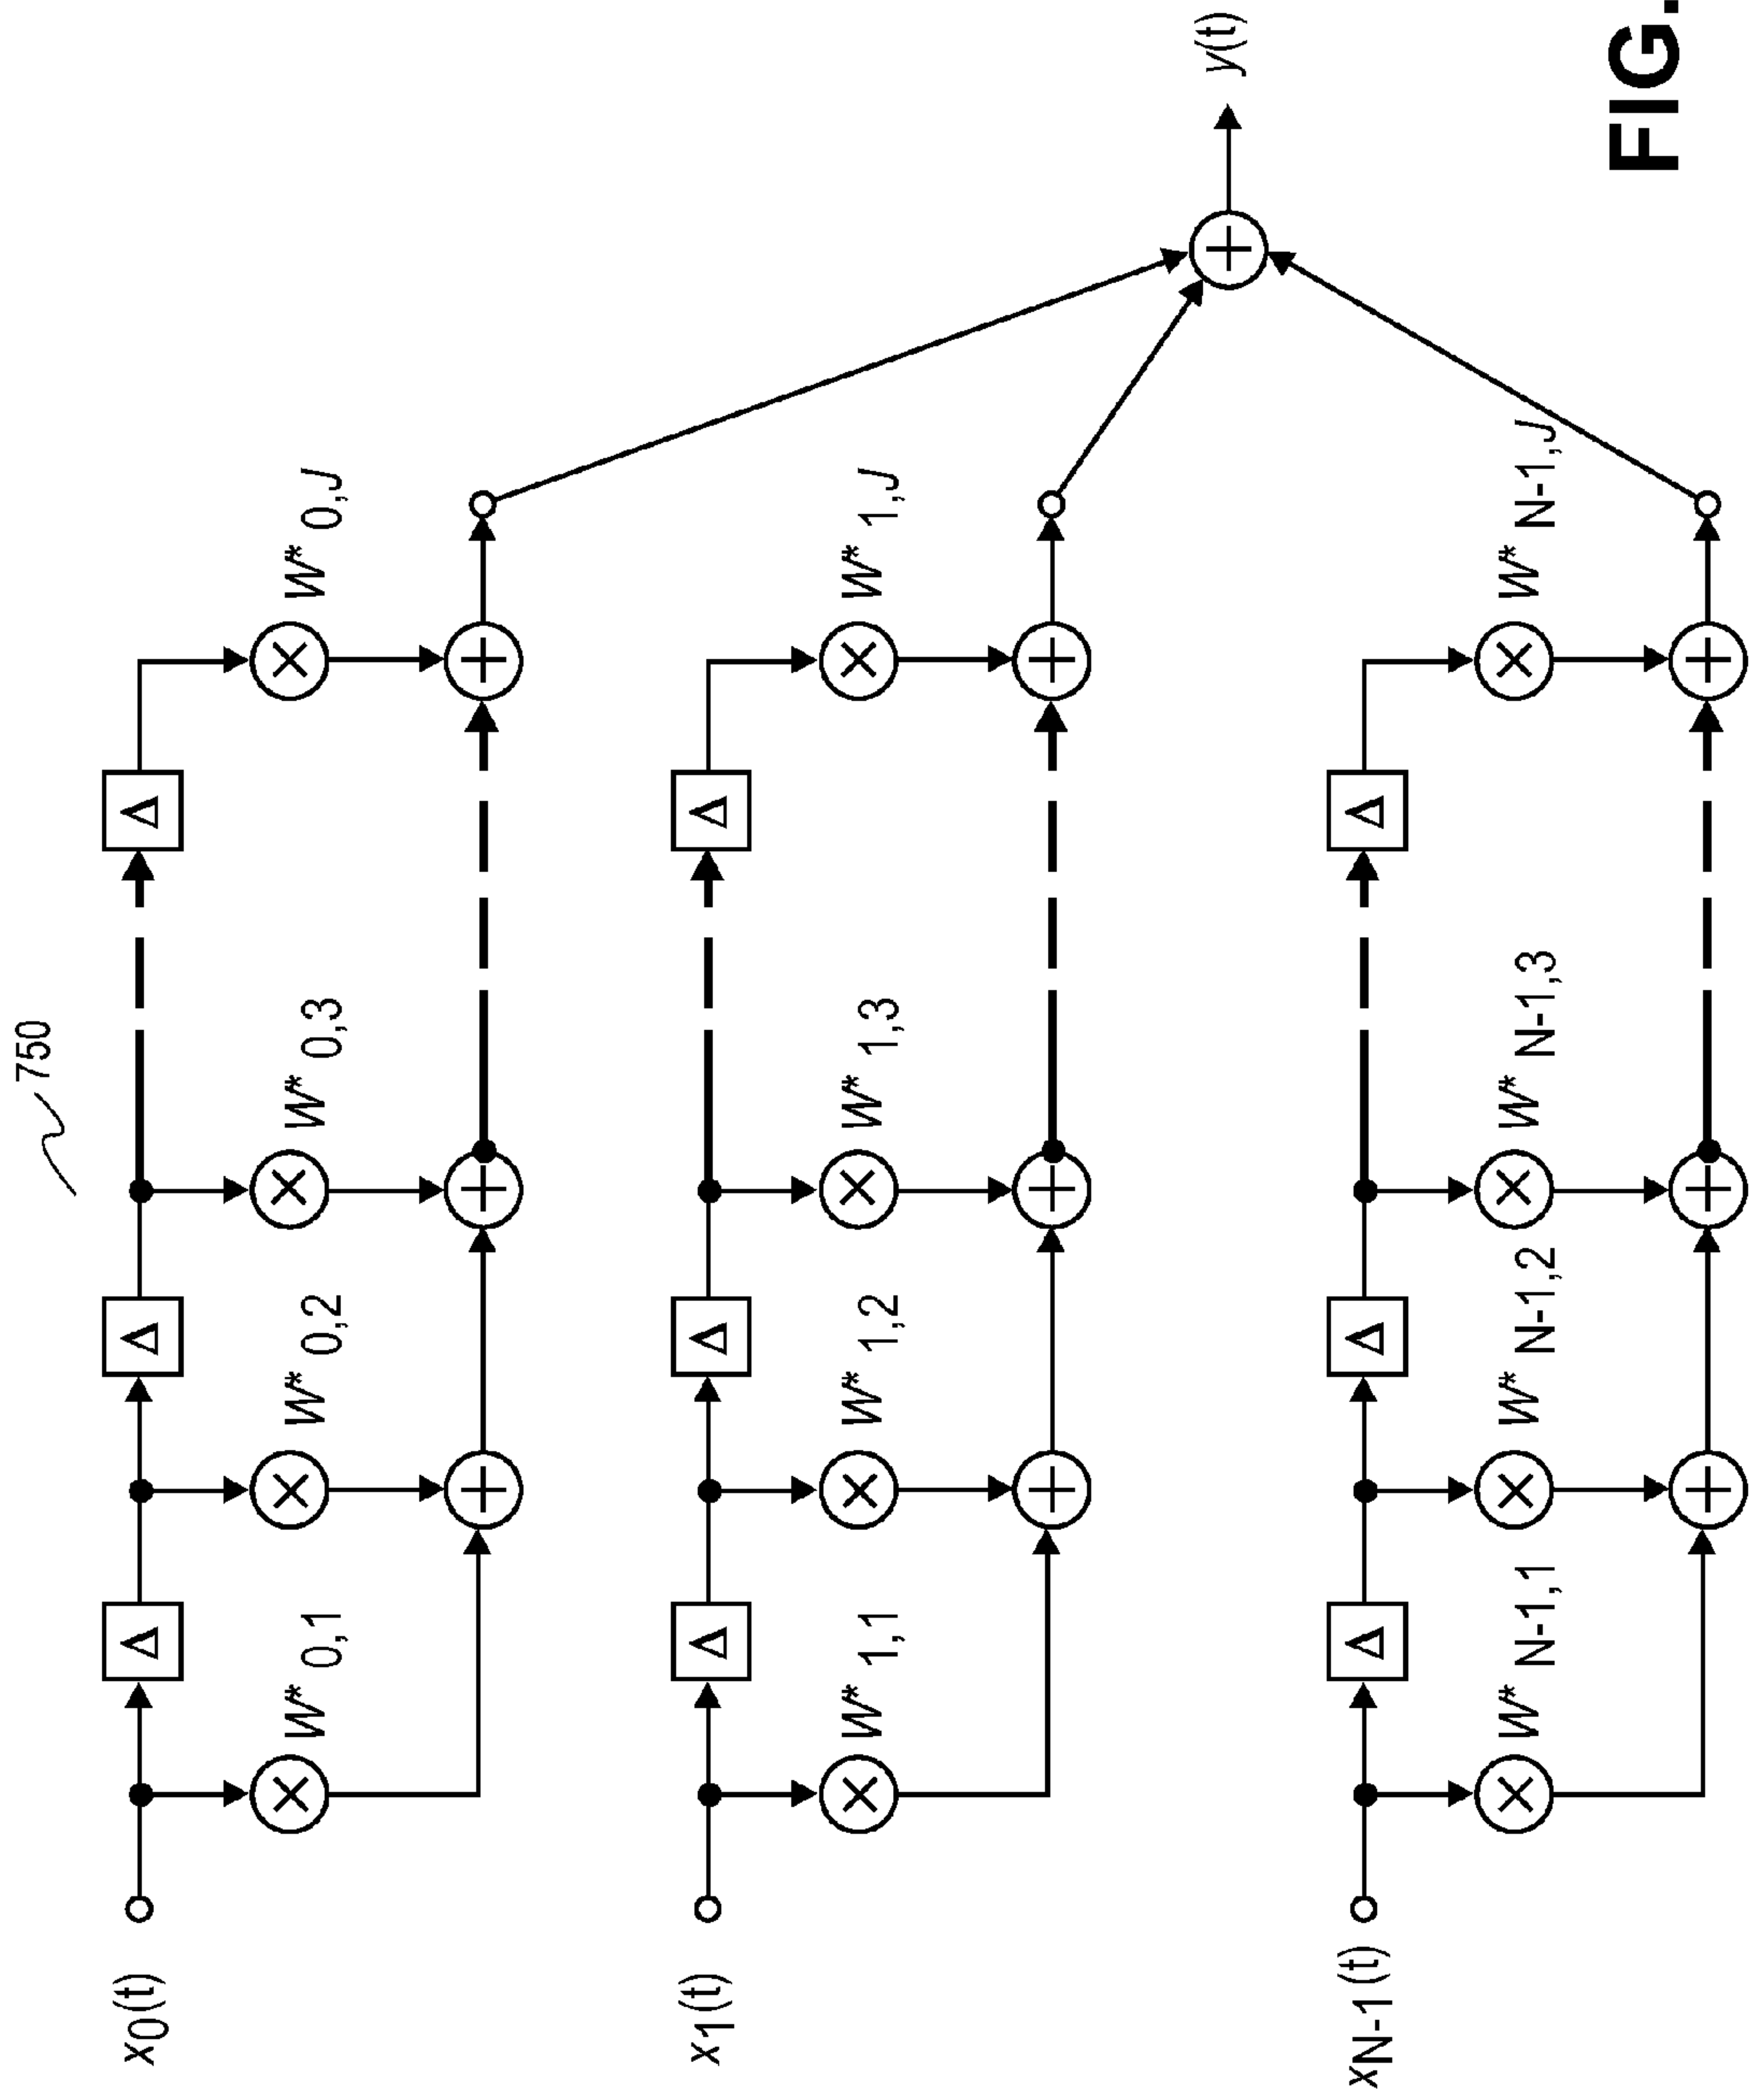 750
x0(t)
W*0,1
W*0,2
W*0,3
W*0,J
Δ Δ Δ
x1(t)
W*1,1
W*1,2
W*1,3
W*1,J
Δ Δ Δ
y(t)
xN-1(t)
W*N-1,1
W*N-1,2
W*N-1,3
W*N-1,J
Δ Δ Δ
FIG.